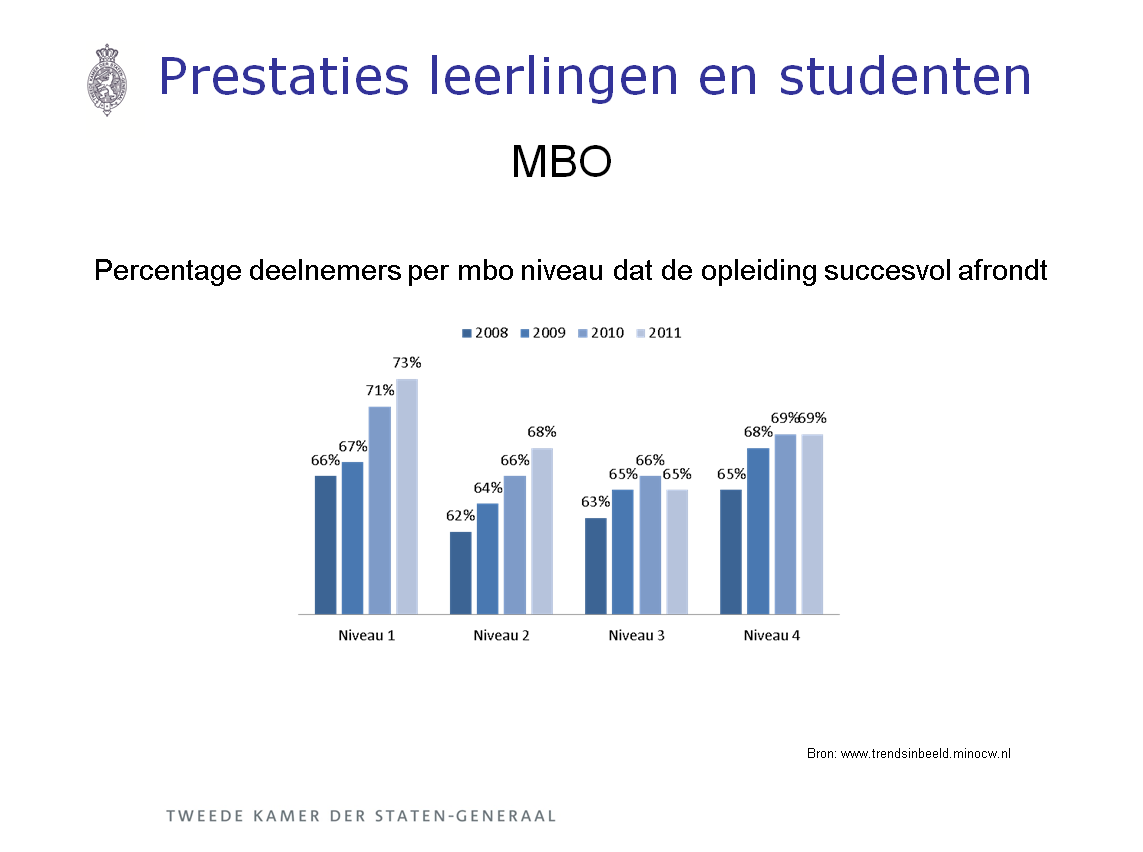 Prestaties leerlingen en studenten
MBO
Percentage deelnemers per mbo niveau dat de opleiding succesvol afrondt
2008 2009 2010 2011
66% 67% 71% 73%
62% 64% 66% 68%
63% 65% 66% 65%
65% 68% 69% 69%
Niveau 1 Niveau 2 Niveau 3 Niveau 4
Bron: www.trendsinbeeld.minocw.nl
TWEEDE KAMER DER STATEN-GENERAAL